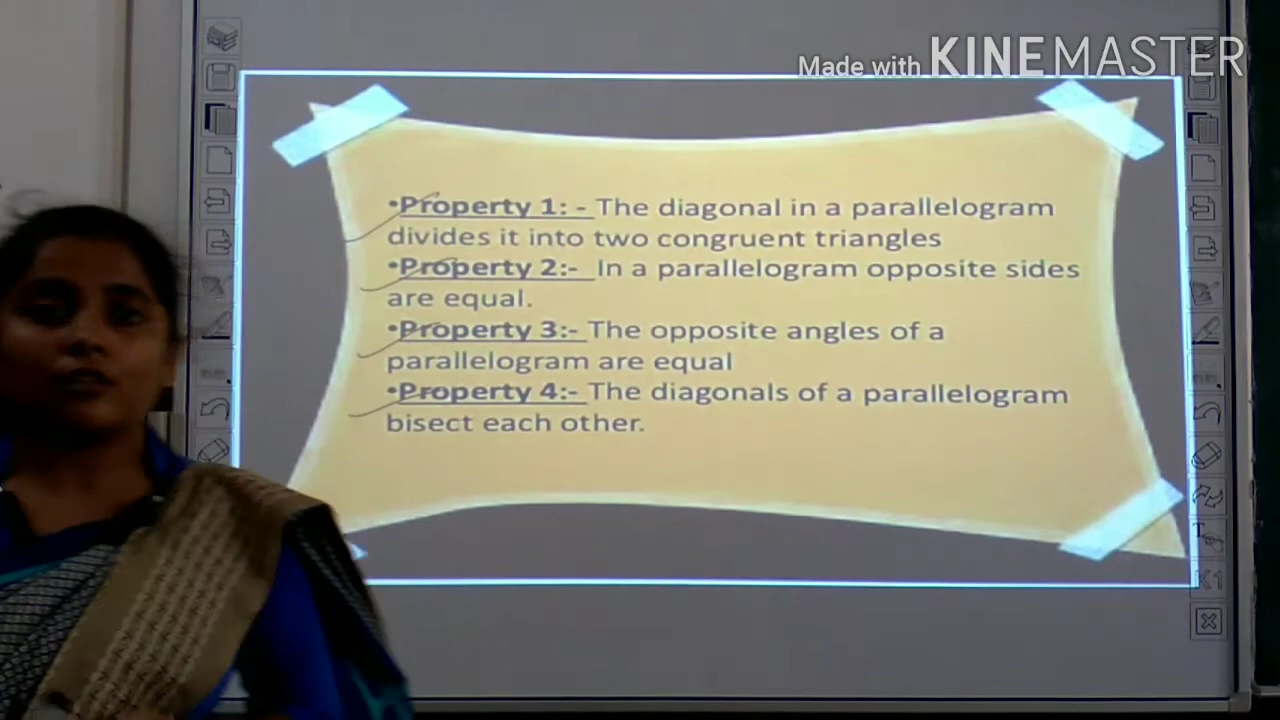 Made with KINEMASTER
•Property 1: - The diagonal in a parallelogram
divides it into two congruent triangles
•Property 2:- In a parallelogram opposite sides
are equal.
•Property 3:- The opposite angles of a
parallelogram are equal
•Property 4:- The diagonals of a parallelogram
bisect each other.